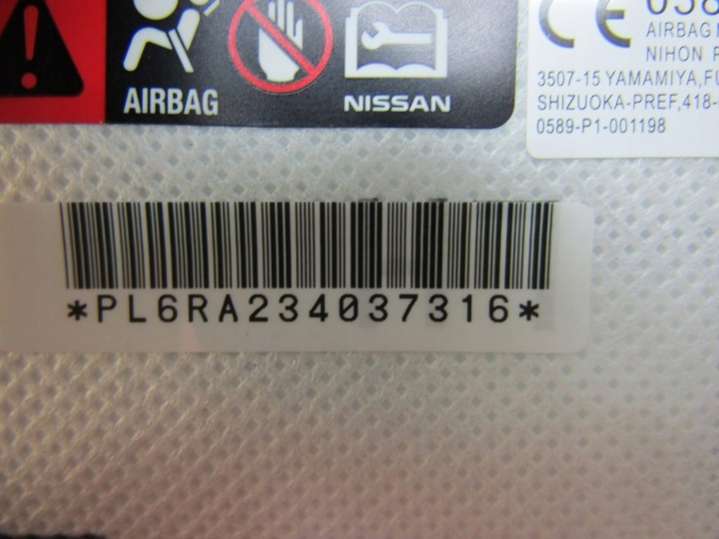 AIRBAG
NISSAN
AIRBAG
NIHON
3507-15 YAMAMIYA,FU
SHIZUOKA-PREF,418-
0589-P1-001198
*PL6RA234037316*